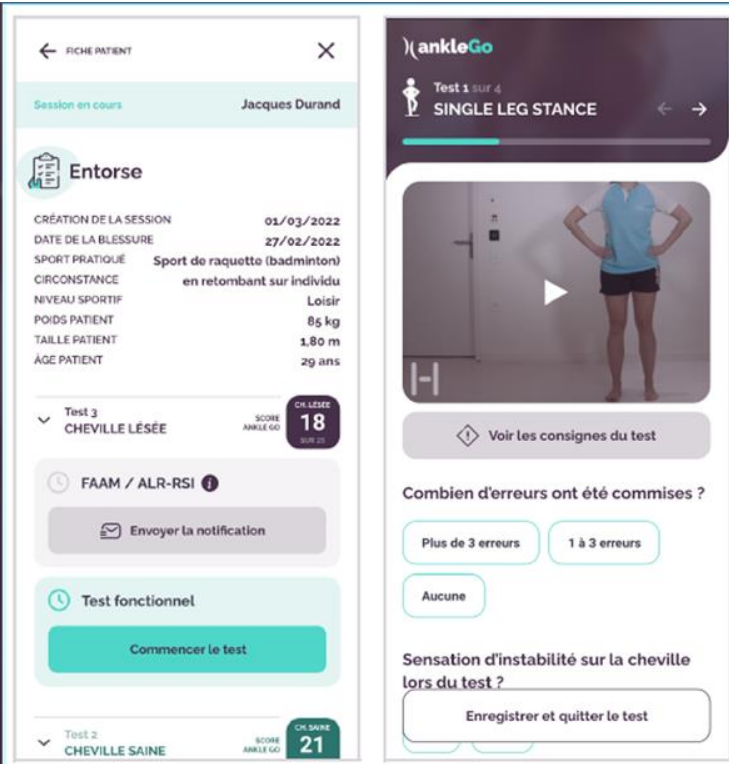 FICHE PATIENT
Session en cours Jacques Durand
Entorse
CRÉATION DE LA SESSION 01/03/2022
DATE DE LA BLESSURE 27/02/2022
SPORT PRATIQUÉ Sport de raquette (badminton)
CIRCONSTANCE en retombant sur individu
NIVEAU SPORTIF Loisir
POIDS PATIENT 85 kg
TAILLE PATIENT 1,80 m
ÂGE PATIENT 29 ans
Test 3
CHEVILLE LÉSÉE
SCORE
ANKLE GO
CH. LÉSÉE
18
SUR 25
FAAM / ALR-RSI
Envoyer la notification
Test fonctionnel
Commencer le test
Test 2
CHEVILLE SAINE
SCORE
ANKLE GO
CH. SAINE
21
ankleGo
Test 1 sur 4
SINGLE LEG STANCE
Voir les consignes du test
Combien d'erreurs ont été commises ?
Plus de 3 erreurs
1 à 3 erreurs
Aucune
Sensation d'instabilité sur la cheville
lors du test ?
Enregistrer et quitter le test